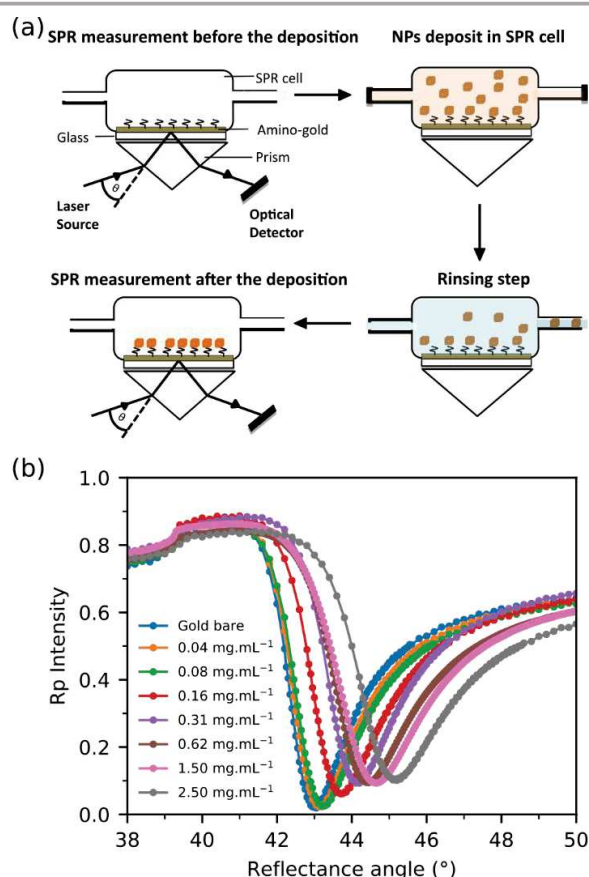 (a)
SPR measurement before the deposition
NPs deposit in SPR cell
SPR cell
Glass
Amino-gold
Prism
θ
Laser
Source
Optical
Detector
SPR measurement after the deposition
Rinsing step
θ
(b)
1.0
0.8
0.6
0.4
0.2
0.0
Rp Intensity
Gold bare
0.04 mg.mL⁻¹
0.08 mg.mL⁻¹
0.16 mg.mL⁻¹
0.31 mg.mL⁻¹
0.62 mg.mL⁻¹
1.50 mg.mL⁻¹
2.50 mg.mL⁻¹
38 40 42 44 46 48 50
Reflectance angle (°)